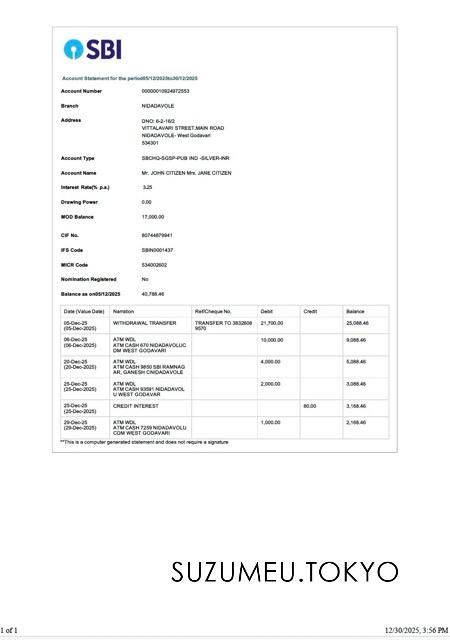 SBI
Account Statement for the period05/12/2025to30/12/2025
Account Number 00000010924972553
Branch NIDADAVOLE
Address DNO: 6-2-16/2
VITTALAVARI STREET,MAIN ROAD
NIDADAVOLE- West Godavari
534301
Account Type SBCHQ-SGSP-PUB IND -SILVER-INR
Account Name Mr. JOHN CITIZEN Mrs. JANE CITIZEN
Interest Rate(% p.a.) 3.25
Drawing Power 0.00
MOD Balance 17,000.00
CIF No. 80744879941
IFS Code SBIN0001437
MICR Code 534002602
Nomination Registered No
Balance as on05/12/2025 40,788.46
Date (Value Date) Narration Ref/Cheque No. Debit Credit Balance
05-Dec-25 WITHDRAWAL TRANSFER TRANSFER TO 3832608 21,700.00 25,088.46
(05-Dec-2025) 9570
06-Dec-25 ATM WDL 10,000.00 9,088.46
(06-Dec-2025) ATM CASH 670 NIDADAVOLUC
DM WEST GODAVARI
20-Dec-25 ATM WDL 4,000.00 5,088.46
(20-Dec-2025) ATM CASH 9850 SBI RAMNAG
AR, GANESH CNIDADAVOLE
25-Dec-25 ATM WDL 2,000.00 3,088.46
(25-Dec-2025) ATM CASH 93591 NIDADAVOL
U WEST GODAVAR
25-Dec-25 CREDIT INTEREST 80.00 3,168.46
(25-Dec-2025)
29-Dec-25 ATM WDL 1,000.00 2,168.46
(29-Dec-2025) ATM CASH 7259 NIDADAVOLU
CDM WEST GODAVARI
**This is a computer generated statement and does not require a signature
SUZUMEU.TOKYO
1 of 1 12/30/2025, 3:56 PM